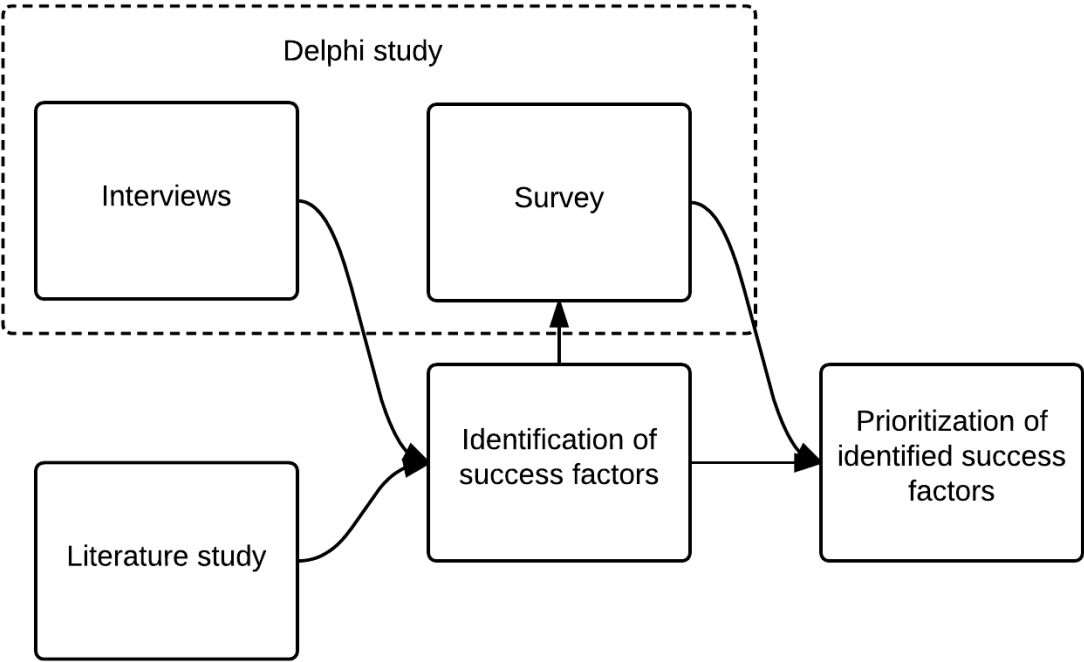 Delphi study
Interviews
Survey
Identification of
success factors
Prioritization of
identified success
factors
Literature study